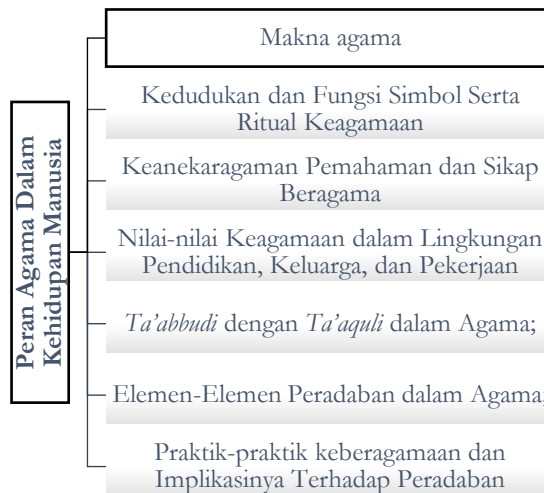 Peran Agama Dalam
Kehidupan Manusia
Makna agama
Kedudukan dan Fungsi Simbol Serta
Ritual Keagamaan
Keanekaragaman Pemahaman dan Sikap
Beragama
Nilai-nilai Keagamaan dalam Lingkungan
Pendidikan, Keluarga, dan Pekerjaan
Ta’abbudi dengan Ta’aquli dalam Agama;
Elemen-Elemen Peradaban dalam Agama;
Praktik-praktik keberagamaan dan
Implikasinya Terhadap Peradaban